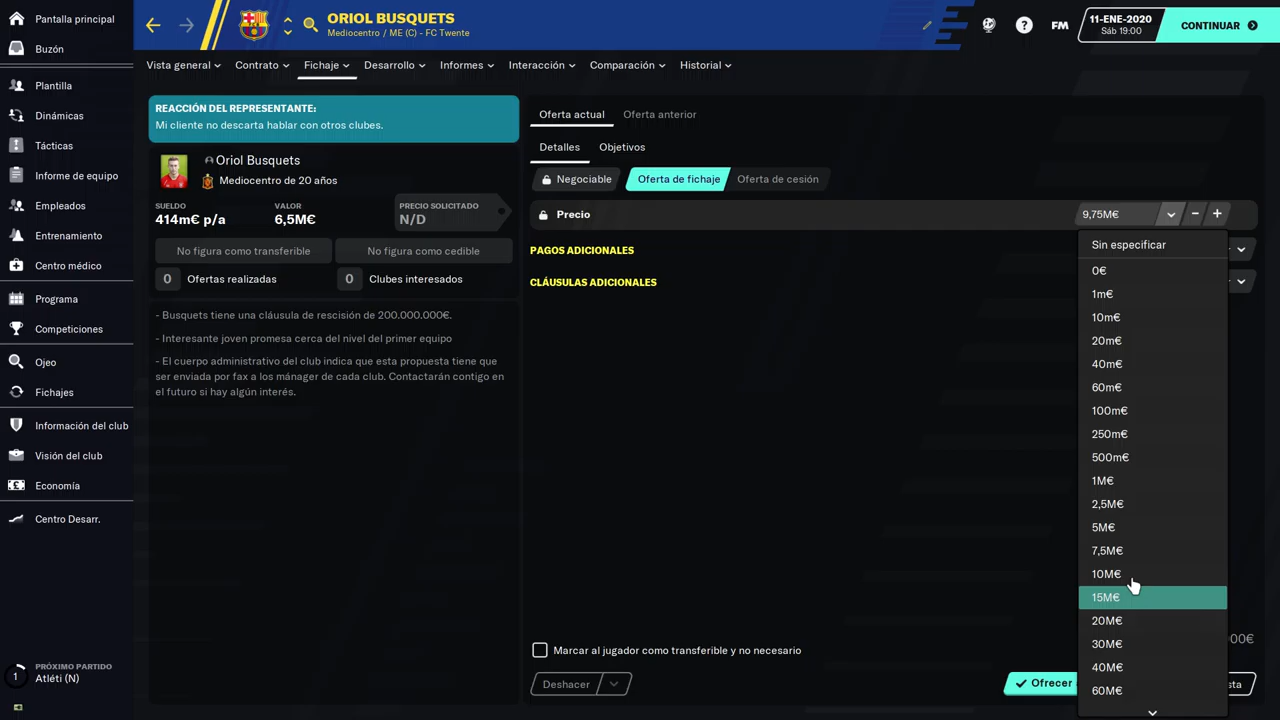 Pantalla principal
Buzón
Plantilla
Dinámicas
Tácticas
Informe de equipo
Empleados
Entrenamiento
Centro médico
Programa
Competiciones
Ojeo
Fichajes
Información del club
Visión del club
Economía
Centro Desarr.
1
PRÓXIMO PARTIDO
Atléti (N)
ORIOL BUSQUETS
Mediocentro / ME (C) - FC Twente
?
FM
11-ENE-2020
Sáb 19:00
CONTINUAR
Vista general
Contrato
Fichaje
Desarrollo
Informes
Interacción
Comparación
Historial
REACCIÓN DEL REPRESENTANTE:
Mi cliente no descarta hablar con otros clubes.
Oriol Busquets
Mediocentro de 20 años
SUELDO
414m€ p/a
VALOR
6,5M€
PRECIO SOLICITADO
N/D
No figura como transferible
No figura como cedible
0 Ofertas realizadas
0 Clubes interesados
- Busquets tiene una cláusula de rescisión de 200.000.000€.
- Interesante joven promesa cerca del nivel del primer equipo
- El cuerpo administrativo del club indica que esta propuesta tiene que
ser enviada por fax a los mánager de cada club. Contactarán contigo en
el futuro si hay algún interés.
Oferta actual
Oferta anterior
Detalles
Objetivos
Negociable
Oferta de fichaje
Oferta de cesión
Precio
9,75M€
- +
PAGOS ADICIONALES
CLÁUSULAS ADICIONALES
Sin especificar
0€
1m€
10m€
20m€
40m€
60m€
100m€
250m€
500m€
1M€
2,5M€
5M€
7,5M€
10M€
15M€
20M€
30M€
40M€
60M€
Marcar al jugador como transferible y no necesario
Deshacer
Ofrecer